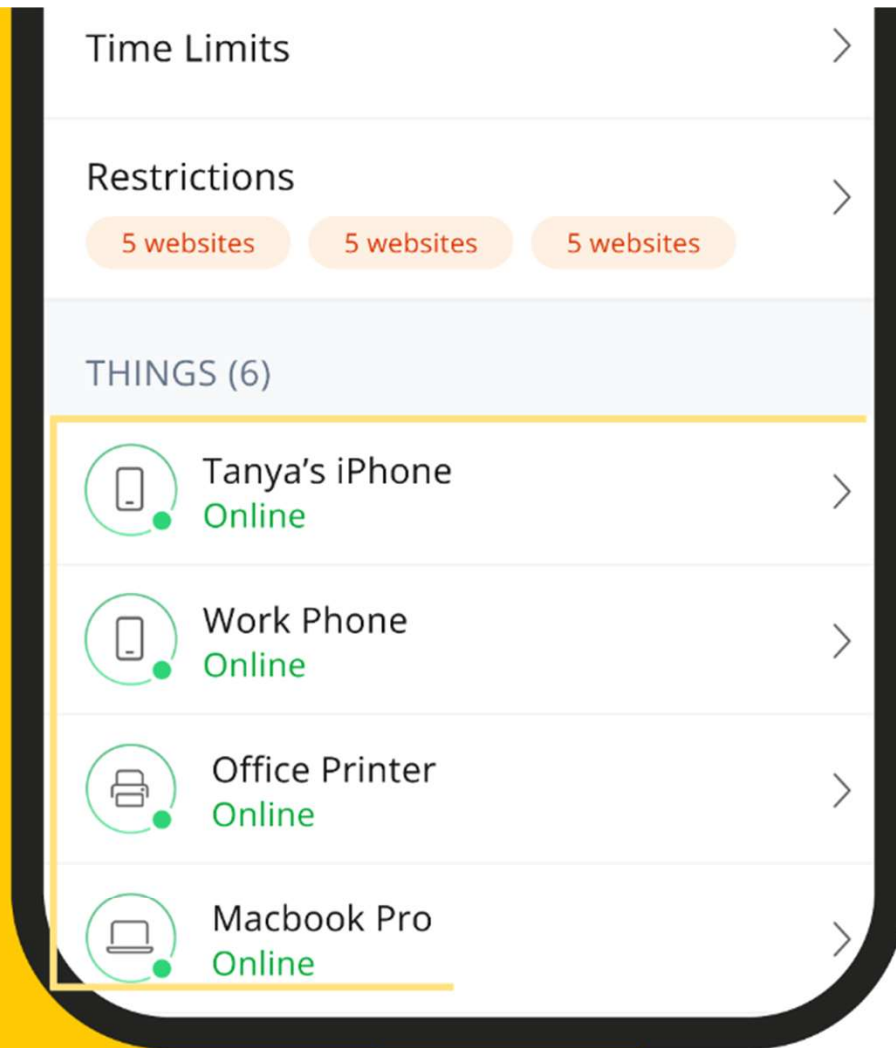 Time Limits
Restrictions
5 websites 5 websites 5 websites
THINGS (6)
Tanya’s iPhone
Online
Work Phone
Online
Office Printer
Online
Macbook Pro
Online